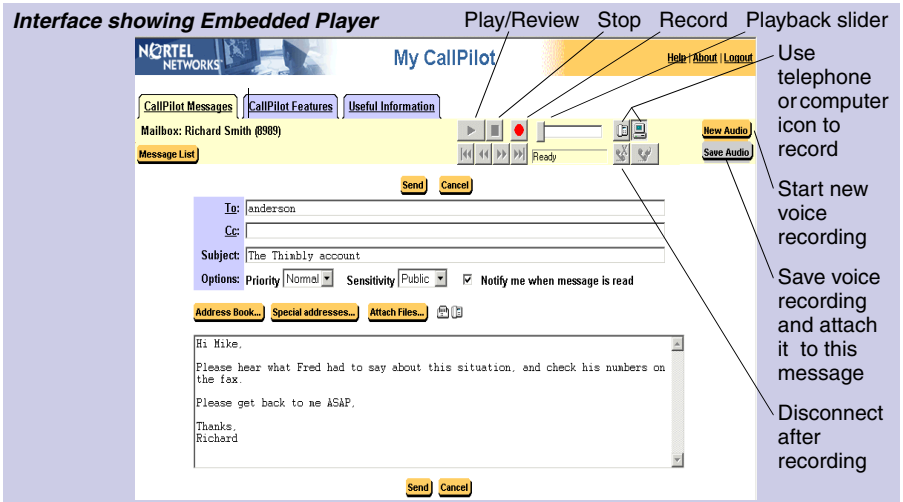 Interface showing Embedded Player
Play/Review
Stop
Record
Playback slider
NORTEL
NETWORKS
My CallPilot
Help | About | Logout
Use
telephone
or computer
icon to
record
CallPilot Messages
CallPilot Features
Useful Information
Mailbox: Richard Smith (8989)
New Audio
Message List
Ready
Save Audio
Start new
voice
recording
Send
Cancel
To: anderson
Cc:
Subject: The Thimbly account
Options: Priority Normal Sensitivity Public Notify me when message is read
Save voice
recording
and attach
it to this
message
Address Book...
Special addresses...
Attach Files...
Hi Mike,
Please hear what Fred had to say about this situation, and check his numbers on
the fax.
Please get back to me ASAP,
Thanks,
Richard
Disconnect
after
recording
Send
Cancel